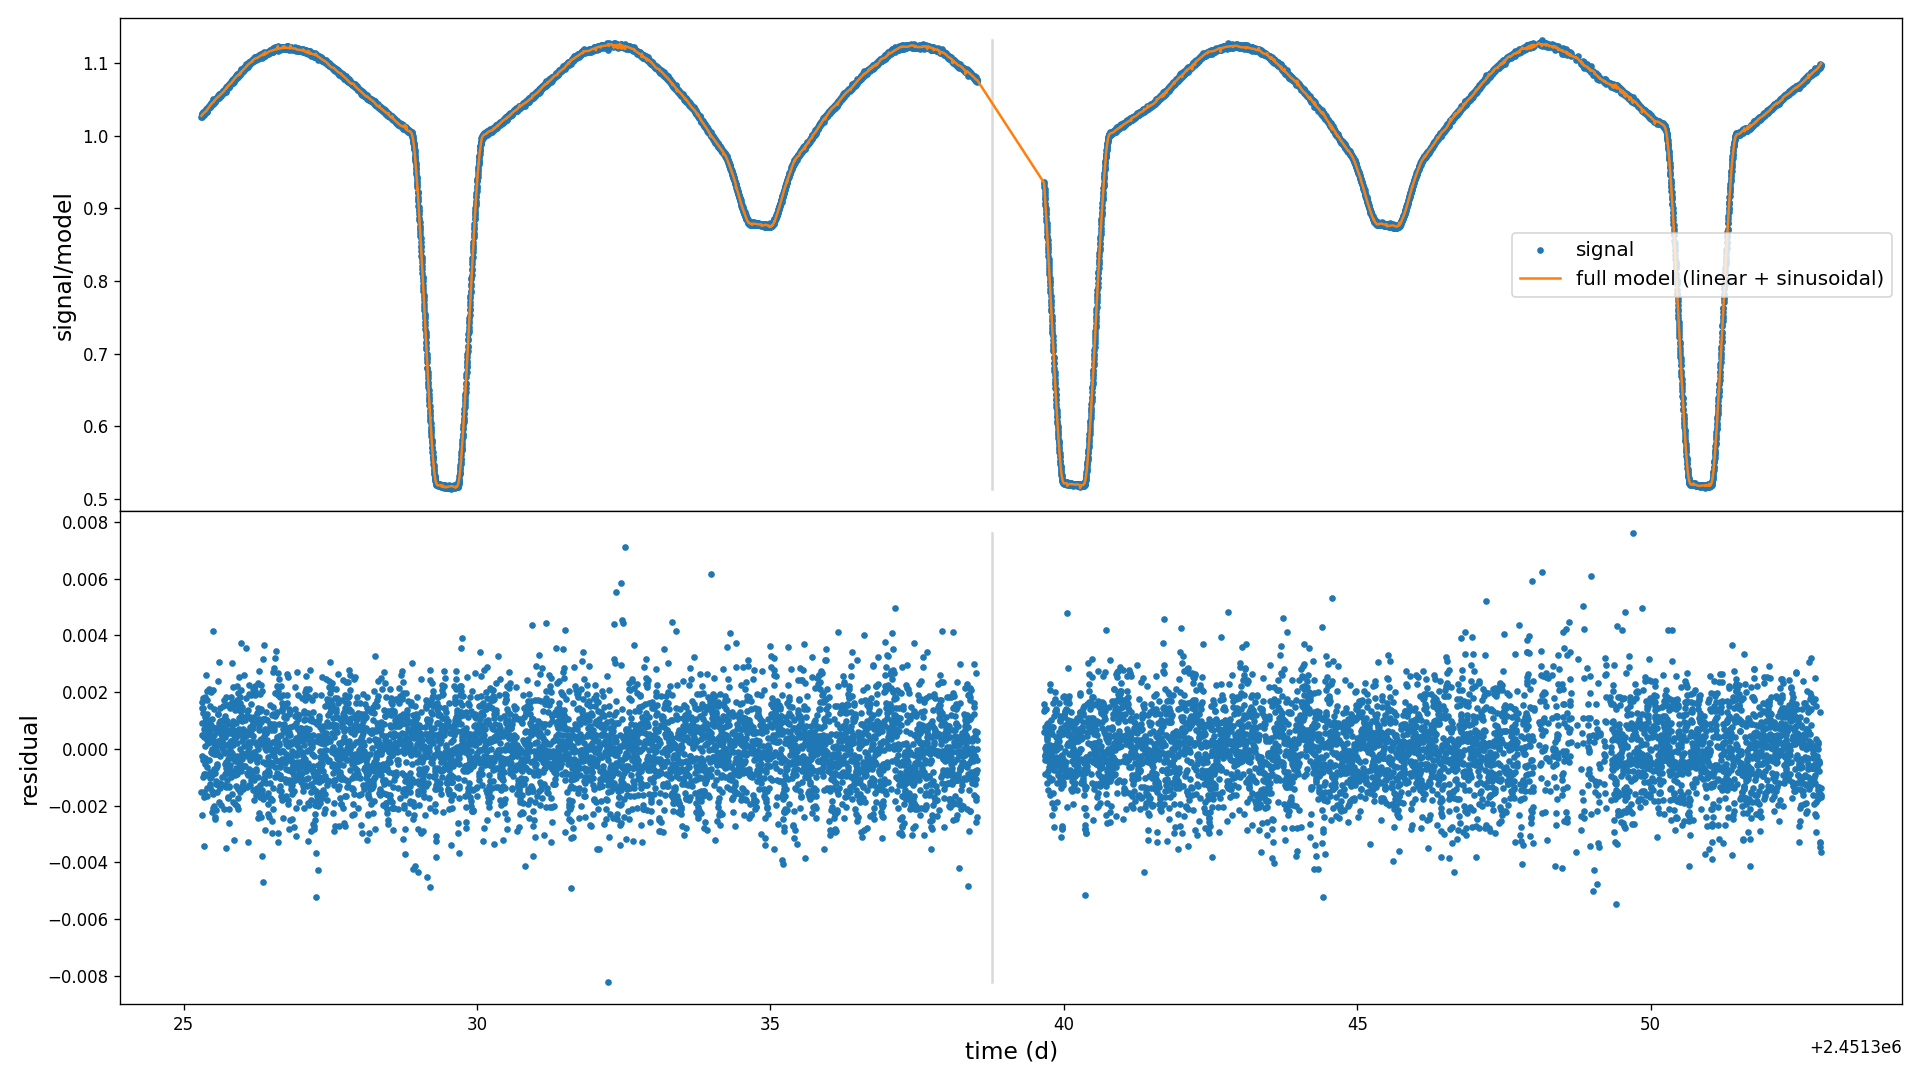 signal/model
1.1
1.0
0.9
0.8
0.7
0.6
0.5
signal
full model (linear + sinusoidal)
residual
0.008
0.006
0.004
0.002
0.000
−0.002
−0.004
−0.006
−0.008
25 30 35 40 45 50
time (d)
+2.4513e6